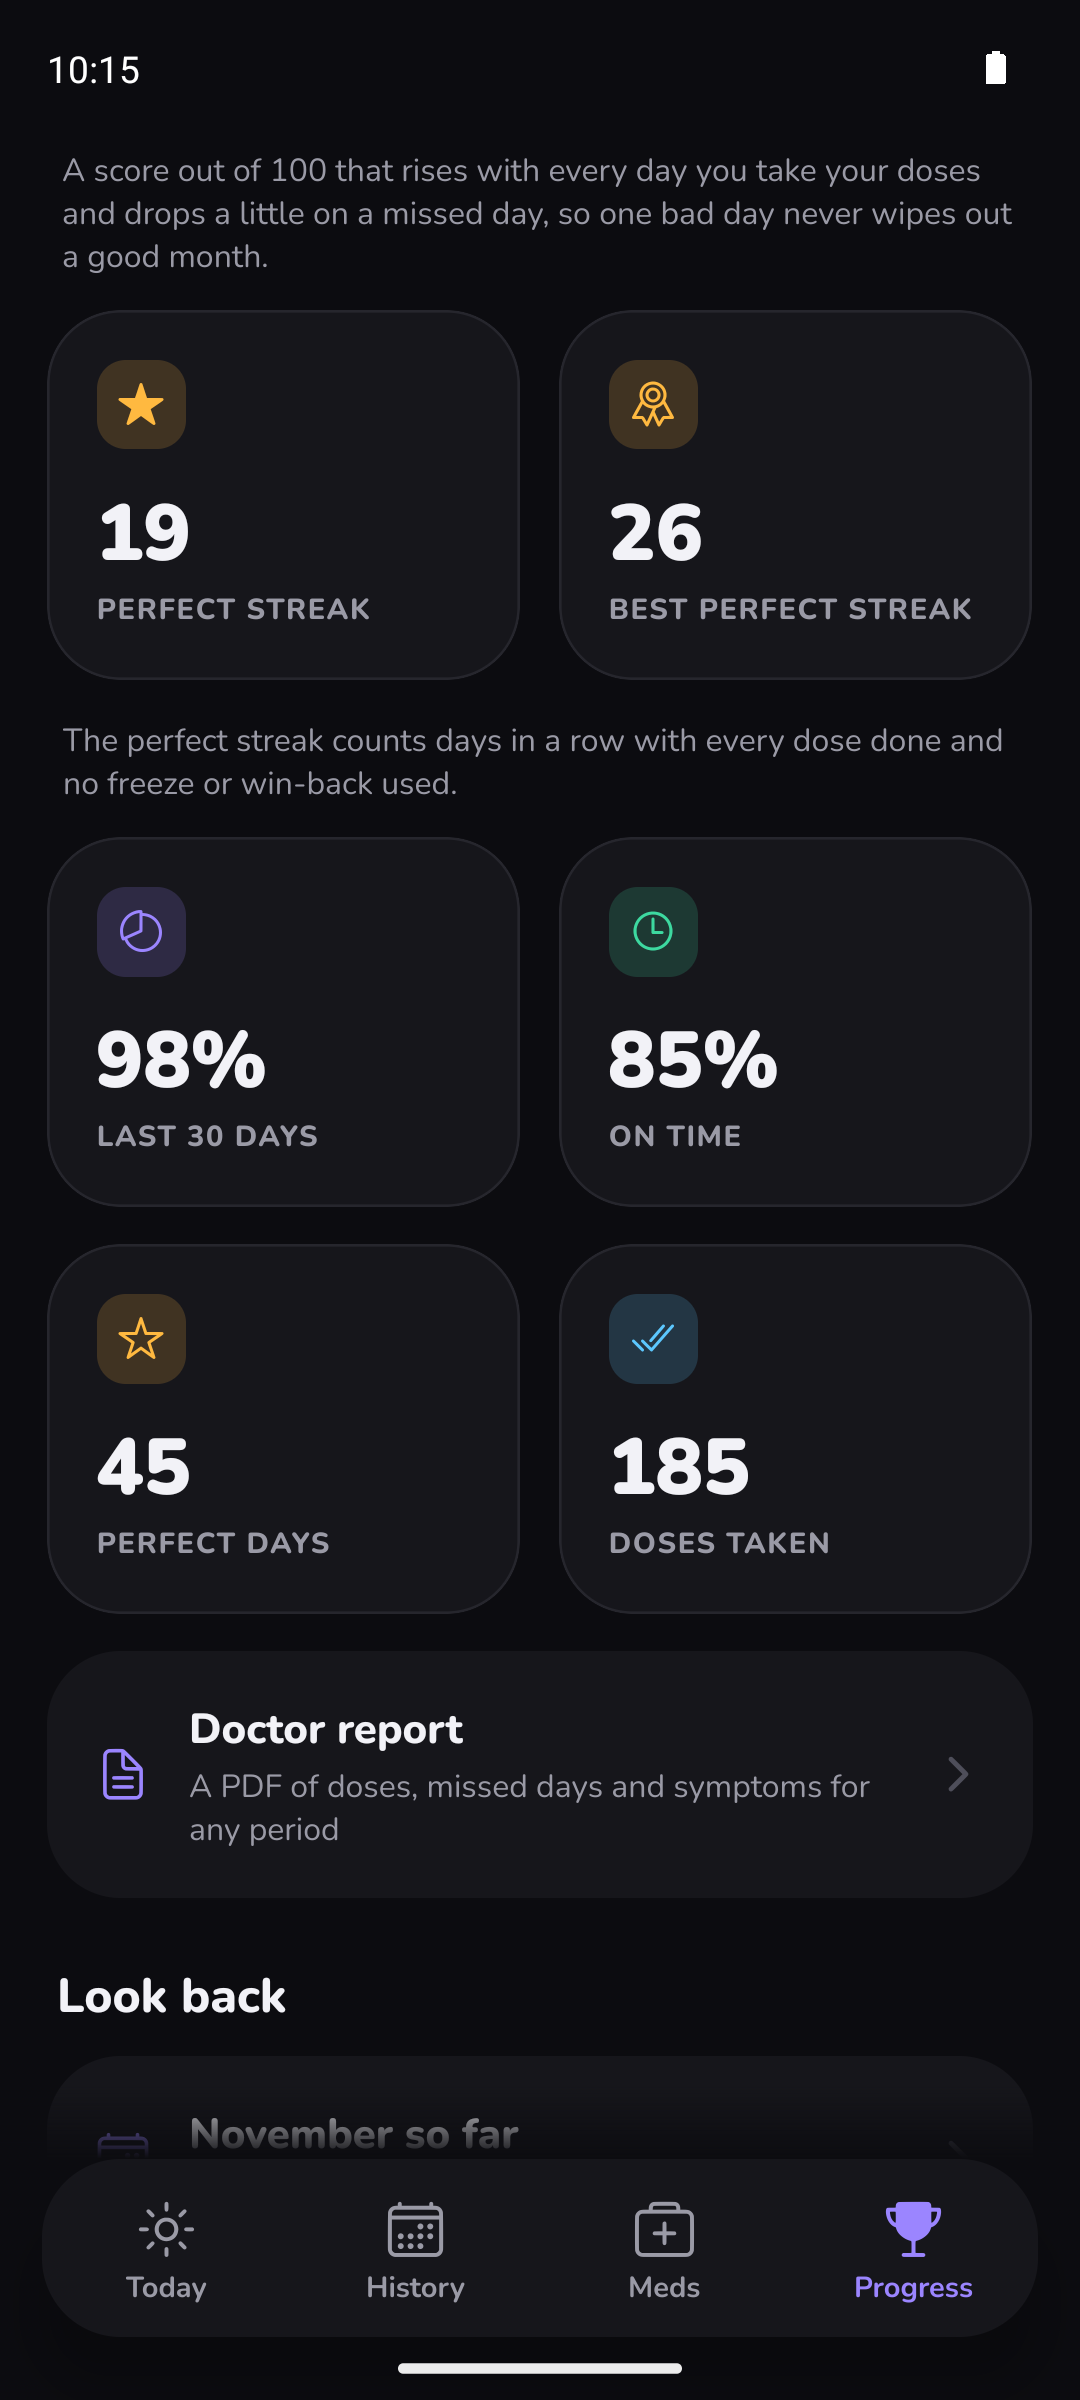 10:15
A score out of 100 that rises with every day you take your doses
and drops a little on a missed day, so one bad day never wipes out
a good month.
19
PERFECT STREAK
26
BEST PERFECT STREAK
The perfect streak counts days in a row with every dose done and
no freeze or win-back used.
98%
LAST 30 DAYS
85%
ON TIME
45
PERFECT DAYS
185
DOSES TAKEN
Doctor report
A PDF of doses, missed days and symptoms for
any period
Look back
November so far
Today
History
Meds
Progress